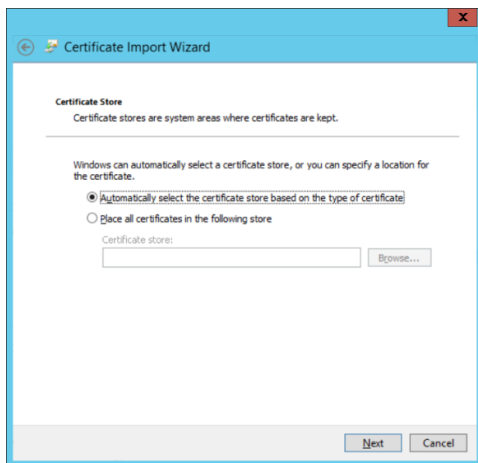 x
Certificate Import Wizard
Certificate Store
Certificate stores are system areas where certificates are kept.
Windows can automatically select a certificate store, or you can specify a location for
the certificate.
Automatically select the certificate store based on the type of certificate
Place all certificates in the following store
Certificate store:
Browse...
Next
Cancel